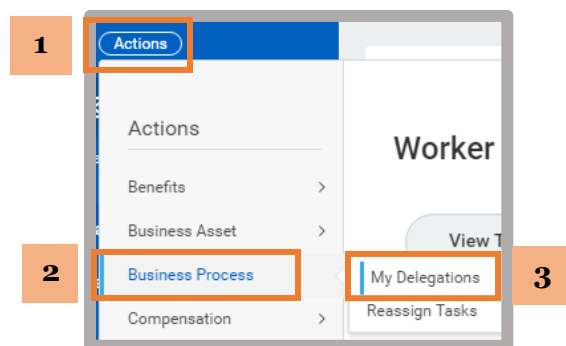 1
Actions
Actions
Worker
Benefits
Business Asset
View
2
Business Process
My Delegations
3
Compensation
Reassign Tasks